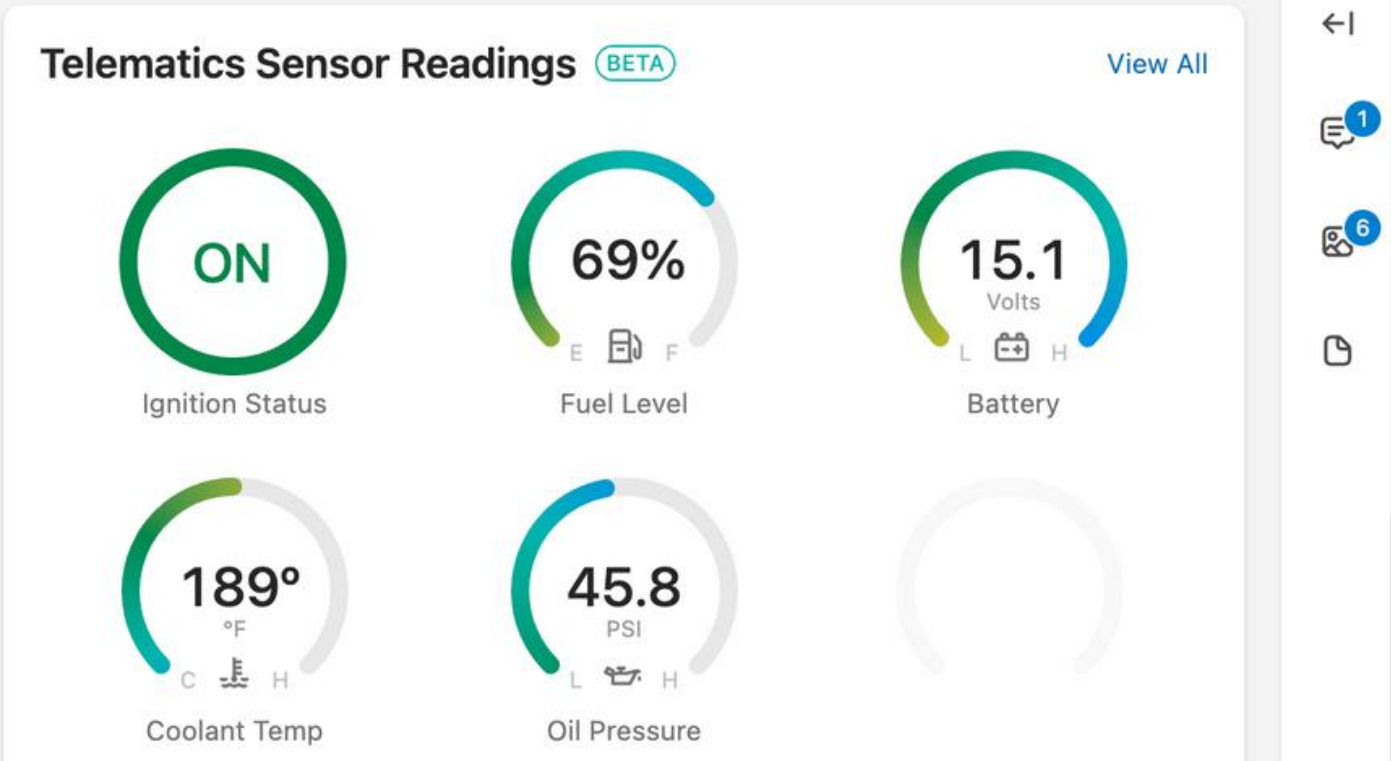 Telematics Sensor Readings BETA View All
1
6
ON
Ignition Status
69%
E F
Fuel Level
15.1
Volts
L H
Battery
189º
°F
C H
Coolant Temp
45.8
PSI
L H
Oil Pressure